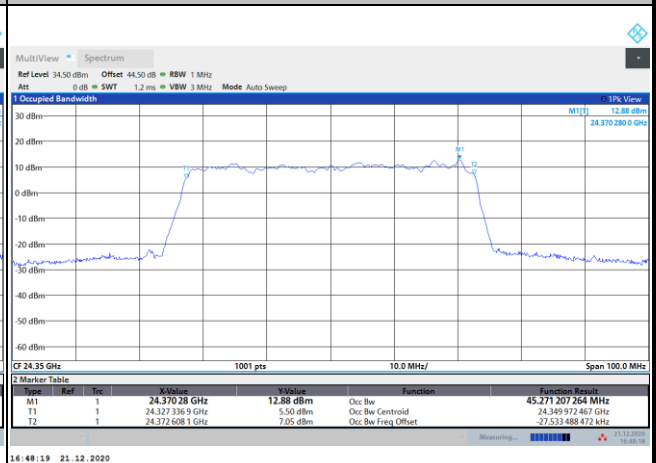 MultiView Spectrum
Ref Level 34.50 dBm Offset 44.50 dB RBW 1 MHz
Att 0 dB SWT 1.2 ms VBW 3 MHz Mode Auto Sweep
1 Occupied Bandwidth 1Pk View
M1[1] 12.88 dBm
24.370 280 0 GHz
30 dBm
20 dBm
M1
T1 T2
10 dBm
0 dBm
-10 dBm
-20 dBm
-30 dBm
-40 dBm
-50 dBm
-60 dBm
CF 24.35 GHz 1001 pts 10.0 MHz/ Span 100.0 MHz
2 Marker Table
Type Ref Trc X-Value Y-Value Function Function Result
M1 1 24.370 28 GHz 12.88 dBm Occ Bw 45.271 207 264 MHz
T1 1 24.327 336 9 GHz 5.50 dBm Occ Bw Centroid 24.349 972 467 GHz
T2 1 24.372 608 1 GHz 7.05 dBm Occ Bw Freq Offset -27.533 488 472 kHz
Measuring... 21.12.2020
16:48:18
16:48:19 21.12.2020